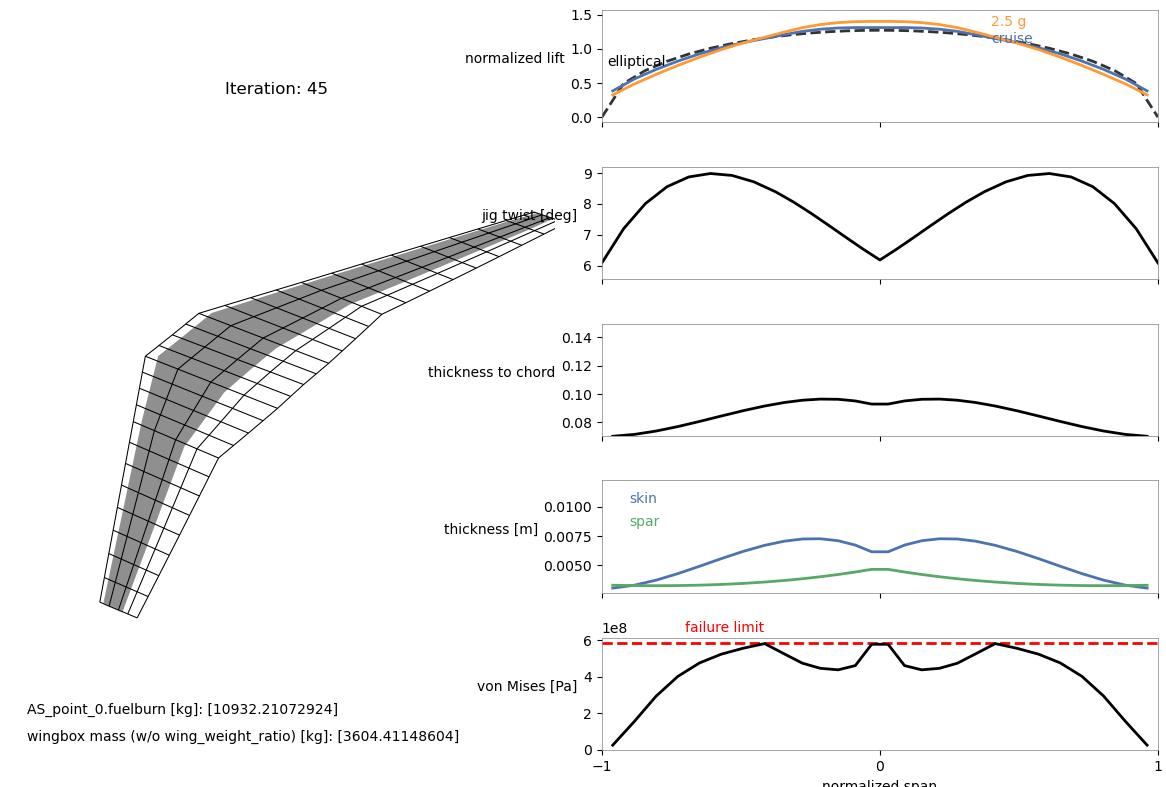 Iteration: 45
normalized lift
1.5
1.0
0.5
0.0
2.5 g
cruise
elliptical
jig twist [deg]
9
8
7
6
thickness to chord
0.14
0.12
0.10
0.08
thickness [m]
0.0100
0.0075
0.0050
skin
spar
1e8
failure limit
von Mises [Pa]
6
4
2
0
−1
0
1
normalized span
AS_point_0.fuelburn [kg]: [10932.21072924]
wingbox mass (w/o wing_weight_ratio) [kg]: [3604.41148604]